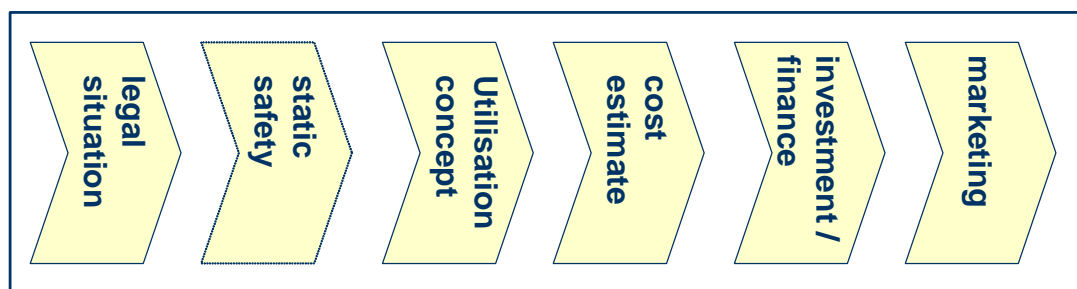 legal
situation
static
safety
Utilisation
concept
cost
estimate
investment /
finance
marketing